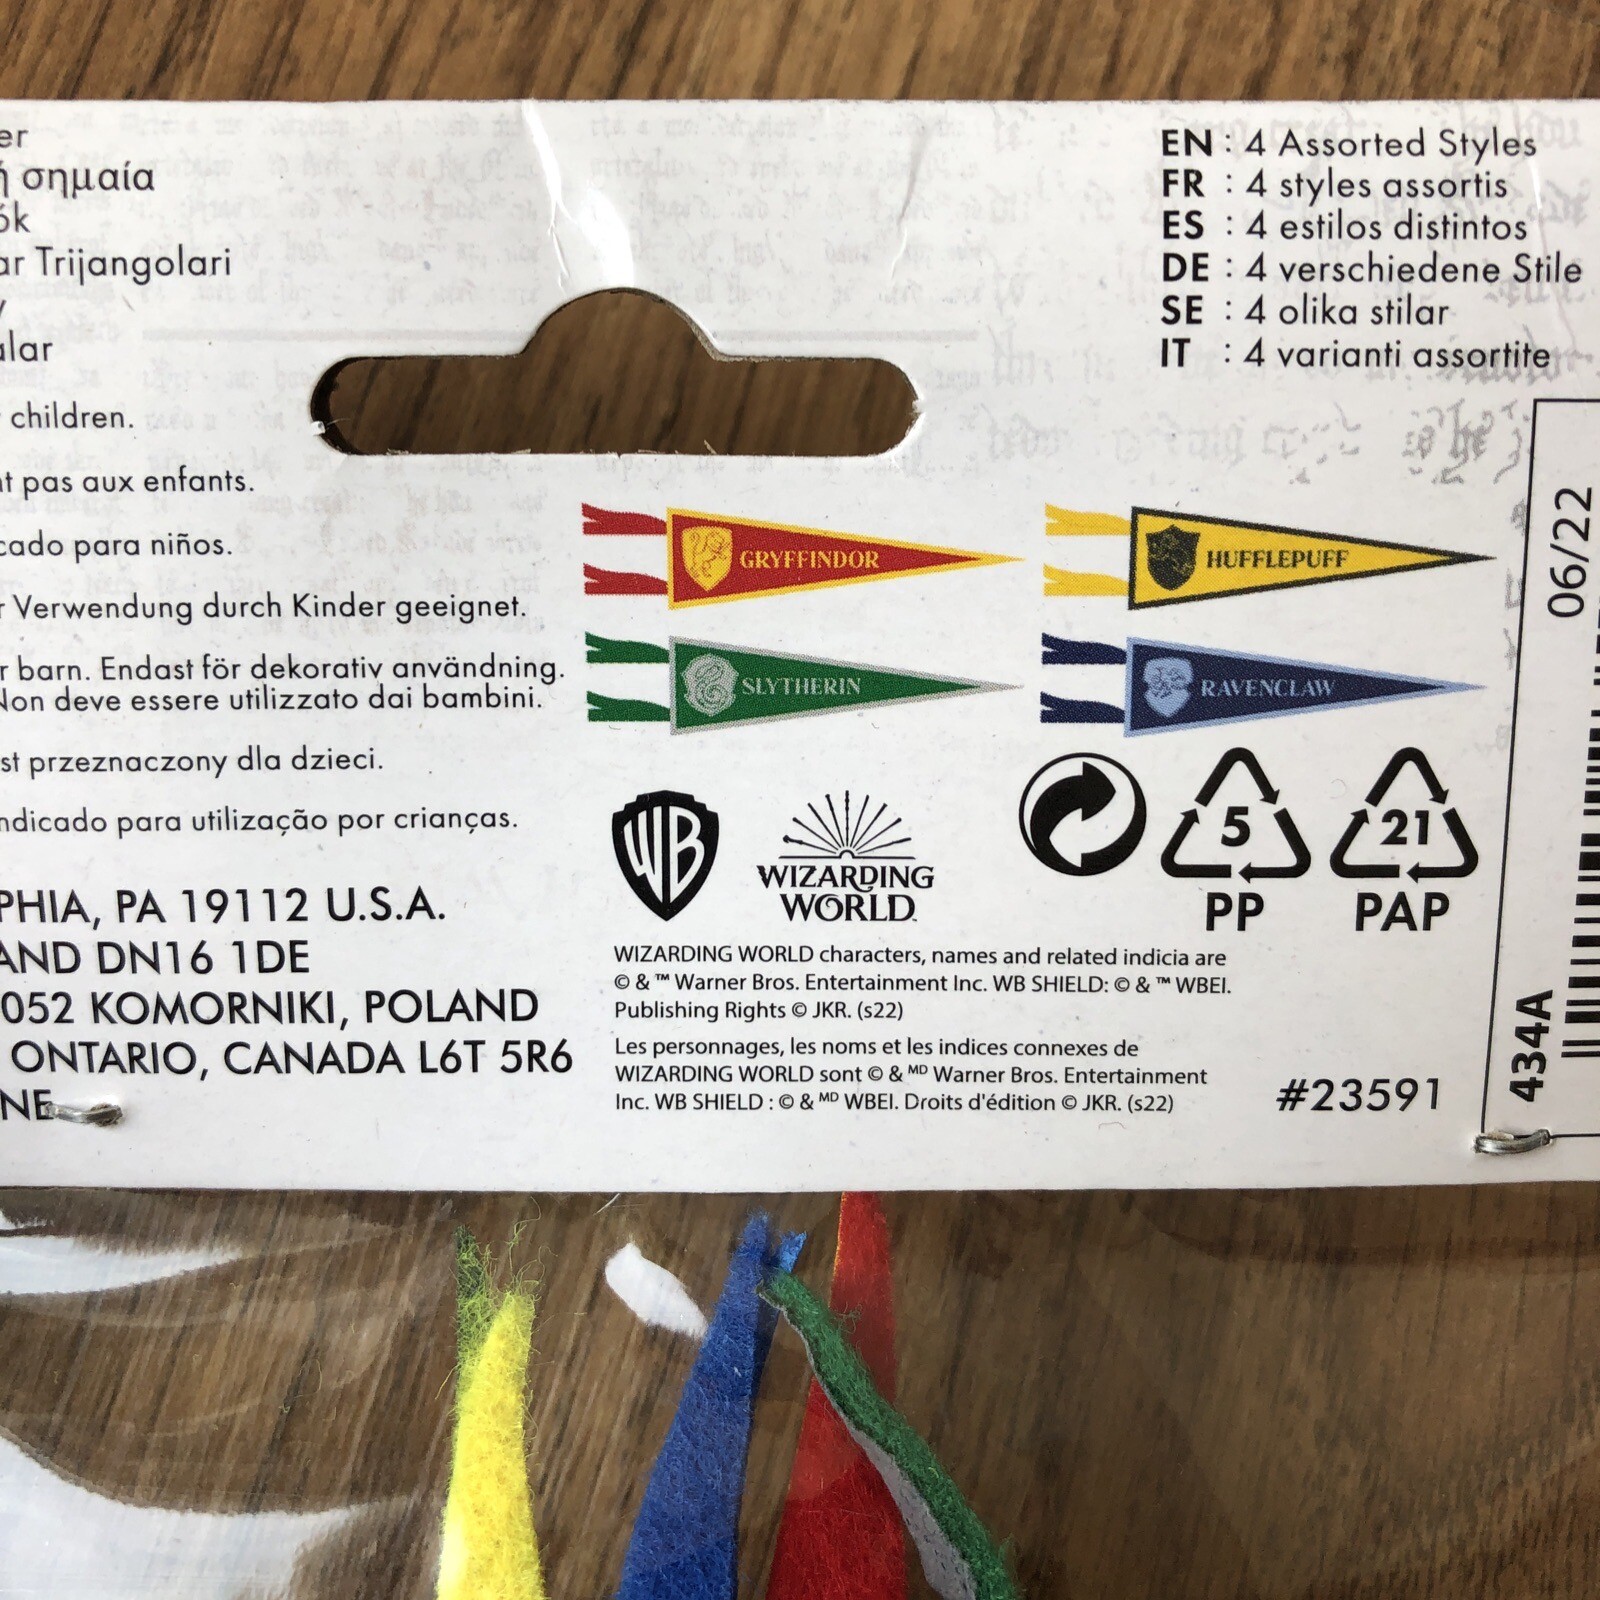 er
ή σημαία
ók
ar Trijangolari
alar
children.
nt pas aux enfants.
cado para niños.
r Verwendung durch Kinder geeignet.
r barn. Endast för dekorativ användning.
Non deve essere utilizzato dai bambini.
st przeznaczony dla dzieci.
ndicado para utilização por crianças.
PHIA, PA 19112 U.S.A.
AND DN16 1DE
052 KOMORNIKI, POLAND
ONTARIO, CANADA L6T 5R6
NE
EN : 4 Assorted Styles
FR : 4 styles assortis
ES : 4 estilos distintos
DE : 4 verschiedene Stile
SE : 4 olika stilar
IT : 4 varianti assortite
GRYFFINDOR
HUFFLEPUFF
SLYTHERIN
RAVENCLAW
WB
WIZARDING
WORLD
5
PP
21
PAP
WIZARDING WORLD characters, names and related indicia are
© & ™ Warner Bros. Entertainment Inc. WB SHIELD: © & ™ WBEI.
Publishing Rights © JKR. (s22)
Les personnages, les noms et les indices connexes de
WIZARDING WORLD sont © & MD Warner Bros. Entertainment
Inc. WB SHIELD : © & MD WBEI. Droits d'édition © JKR. (s22)
#23591
06/22
434A